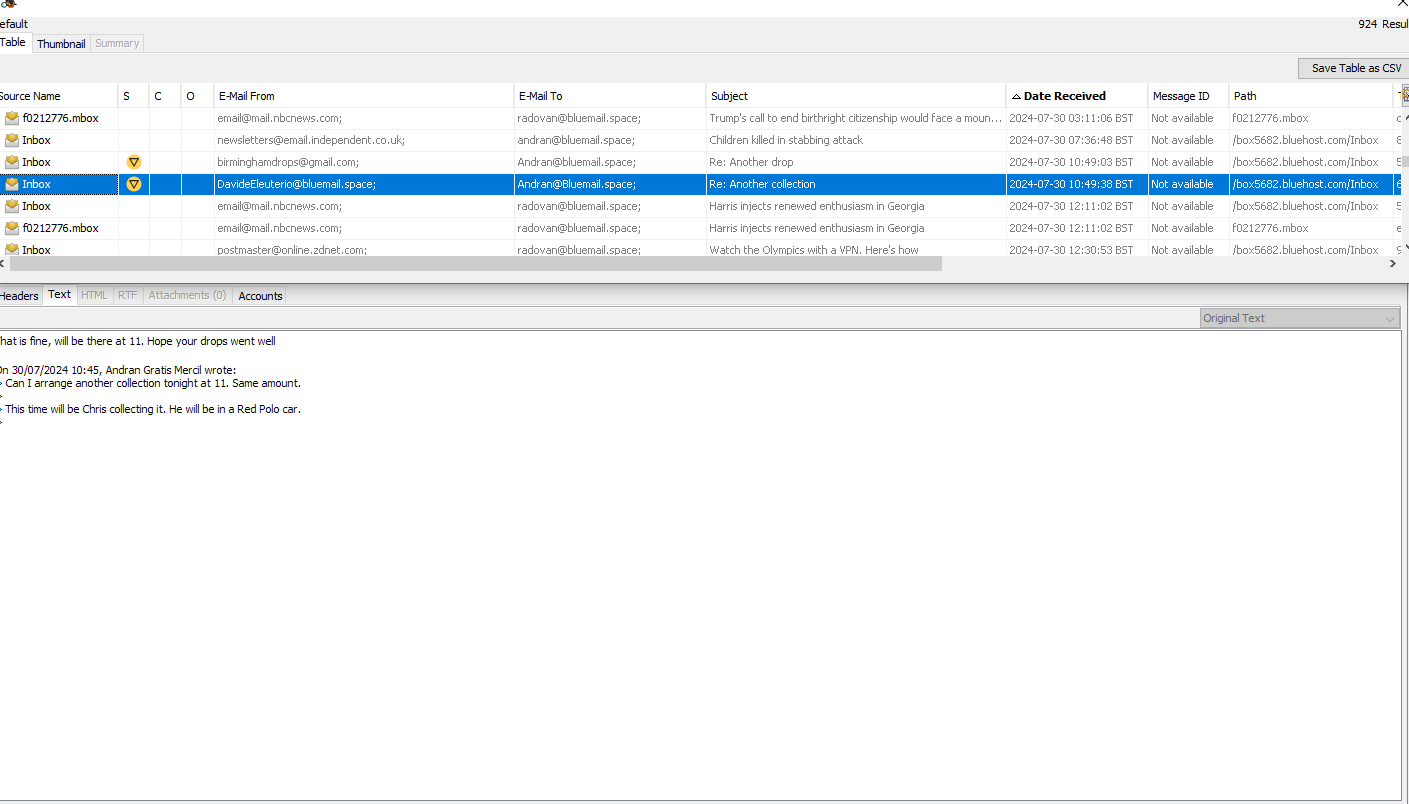 efault
924 Resul
Table Thumbnail Summary
Save Table as CSV
Source Name S C O E-Mail From E-Mail To Subject Date Received Message ID Path
f0212776.mbox email@mail.nbcnews.com; radovan@bluemail.space; Trump's call to end birthright citizenship would face a moun... 2024-07-30 03:11:06 BST Not available f0212776.mbox
Inbox newsletters@email.independent.co.uk; andran@bluemail.space; Children killed in stabbing attack 2024-07-30 07:36:48 BST Not available /box5682.bluehost.com/Inbox 8
Inbox birminghamdrops@gmail.com; Andran@bluemail.space; Re: Another drop 2024-07-30 10:49:03 BST Not available /box5682.bluehost.com/Inbox 5
Inbox DavideEleuterio@bluemail.space; Andran@Bluemail.space; Re: Another collection 2024-07-30 10:49:38 BST Not available /box5682.bluehost.com/Inbox 6
Inbox email@mail.nbcnews.com; radovan@bluemail.space; Harris injects renewed enthusiasm in Georgia 2024-07-30 12:11:02 BST Not available /box5682.bluehost.com/Inbox 5
f0212776.mbox email@mail.nbcnews.com; radovan@bluemail.space; Harris injects renewed enthusiasm in Georgia 2024-07-30 12:11:02 BST Not available f0212776.mbox e
Inbox postmaster@online.zdnet.com; radovan@bluemail.space; Watch the Olympics with a VPN. Here's how 2024-07-30 12:30:53 BST Not available /box5682.bluehost.com/Inbox
Headers Text HTML RTF Attachments (0) Accounts
Original Text
hat is fine, will be there at 11. Hope your drops went well
On 30/07/2024 10:45, Andran Gratis Mercil wrote:
> Can I arrange another collection tonight at 11. Same amount.
>
> This time will be Chris collecting it. He will be in a Red Polo car.
>